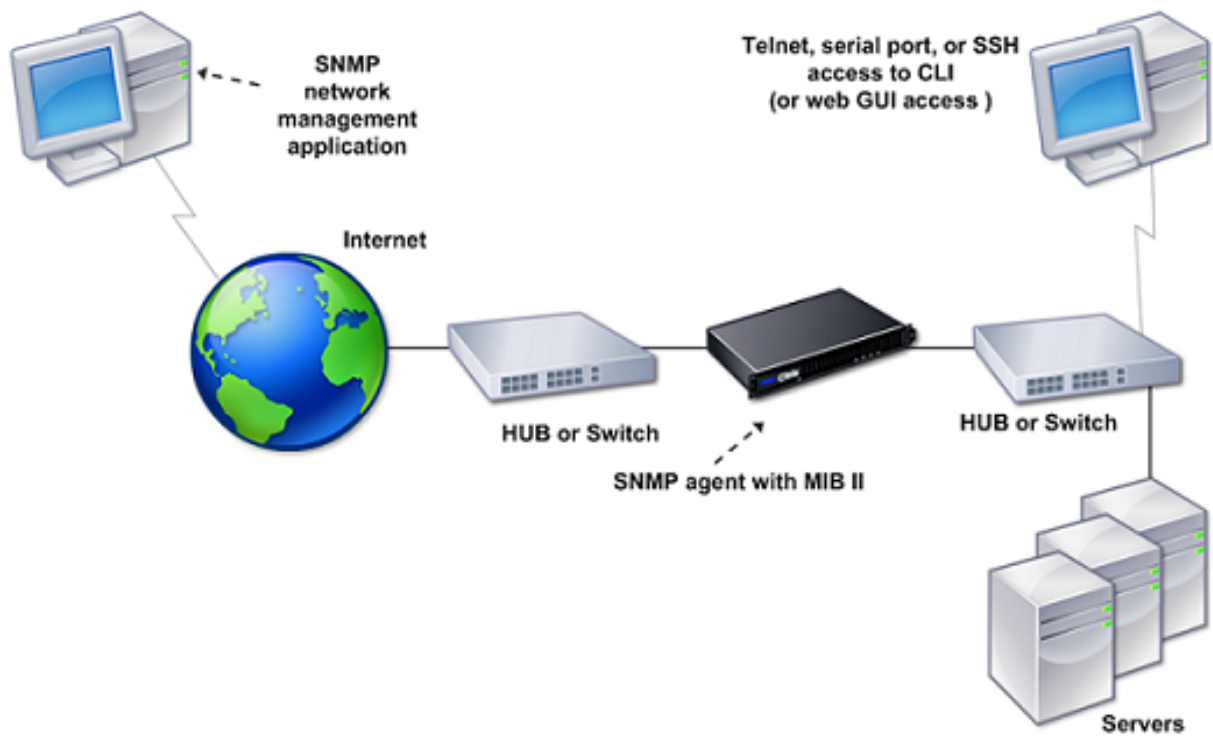 SNMP
network
management
application
Telnet, serial port, or SSH
access to CLI
(or web GUI access )
Internet
HUB or Switch
HUB or Switch
SNMP agent with MIB II
Servers